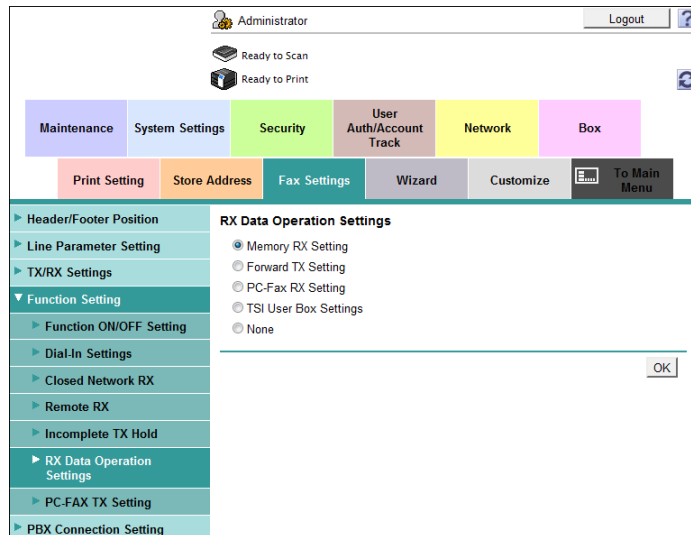 Administrator
Logout
?
Ready to Scan
Ready to Print
Maintenance
System Settings
Security
User
Auth/Account
Track
Network
Box
Print Setting
Store Address
Fax Settings
Wizard
Customize
To Main
Menu
Header/Footer Position
Line Parameter Setting
TX/RX Settings
Function Setting
Function ON/OFF Setting
Dial-In Settings
Closed Network RX
Remote RX
Incomplete TX Hold
RX Data Operation
Settings
PC-FAX TX Setting
PBX Connection Setting
RX Data Operation Settings
Memory RX Setting
Forward TX Setting
PC-Fax RX Setting
TSI User Box Settings
None
OK